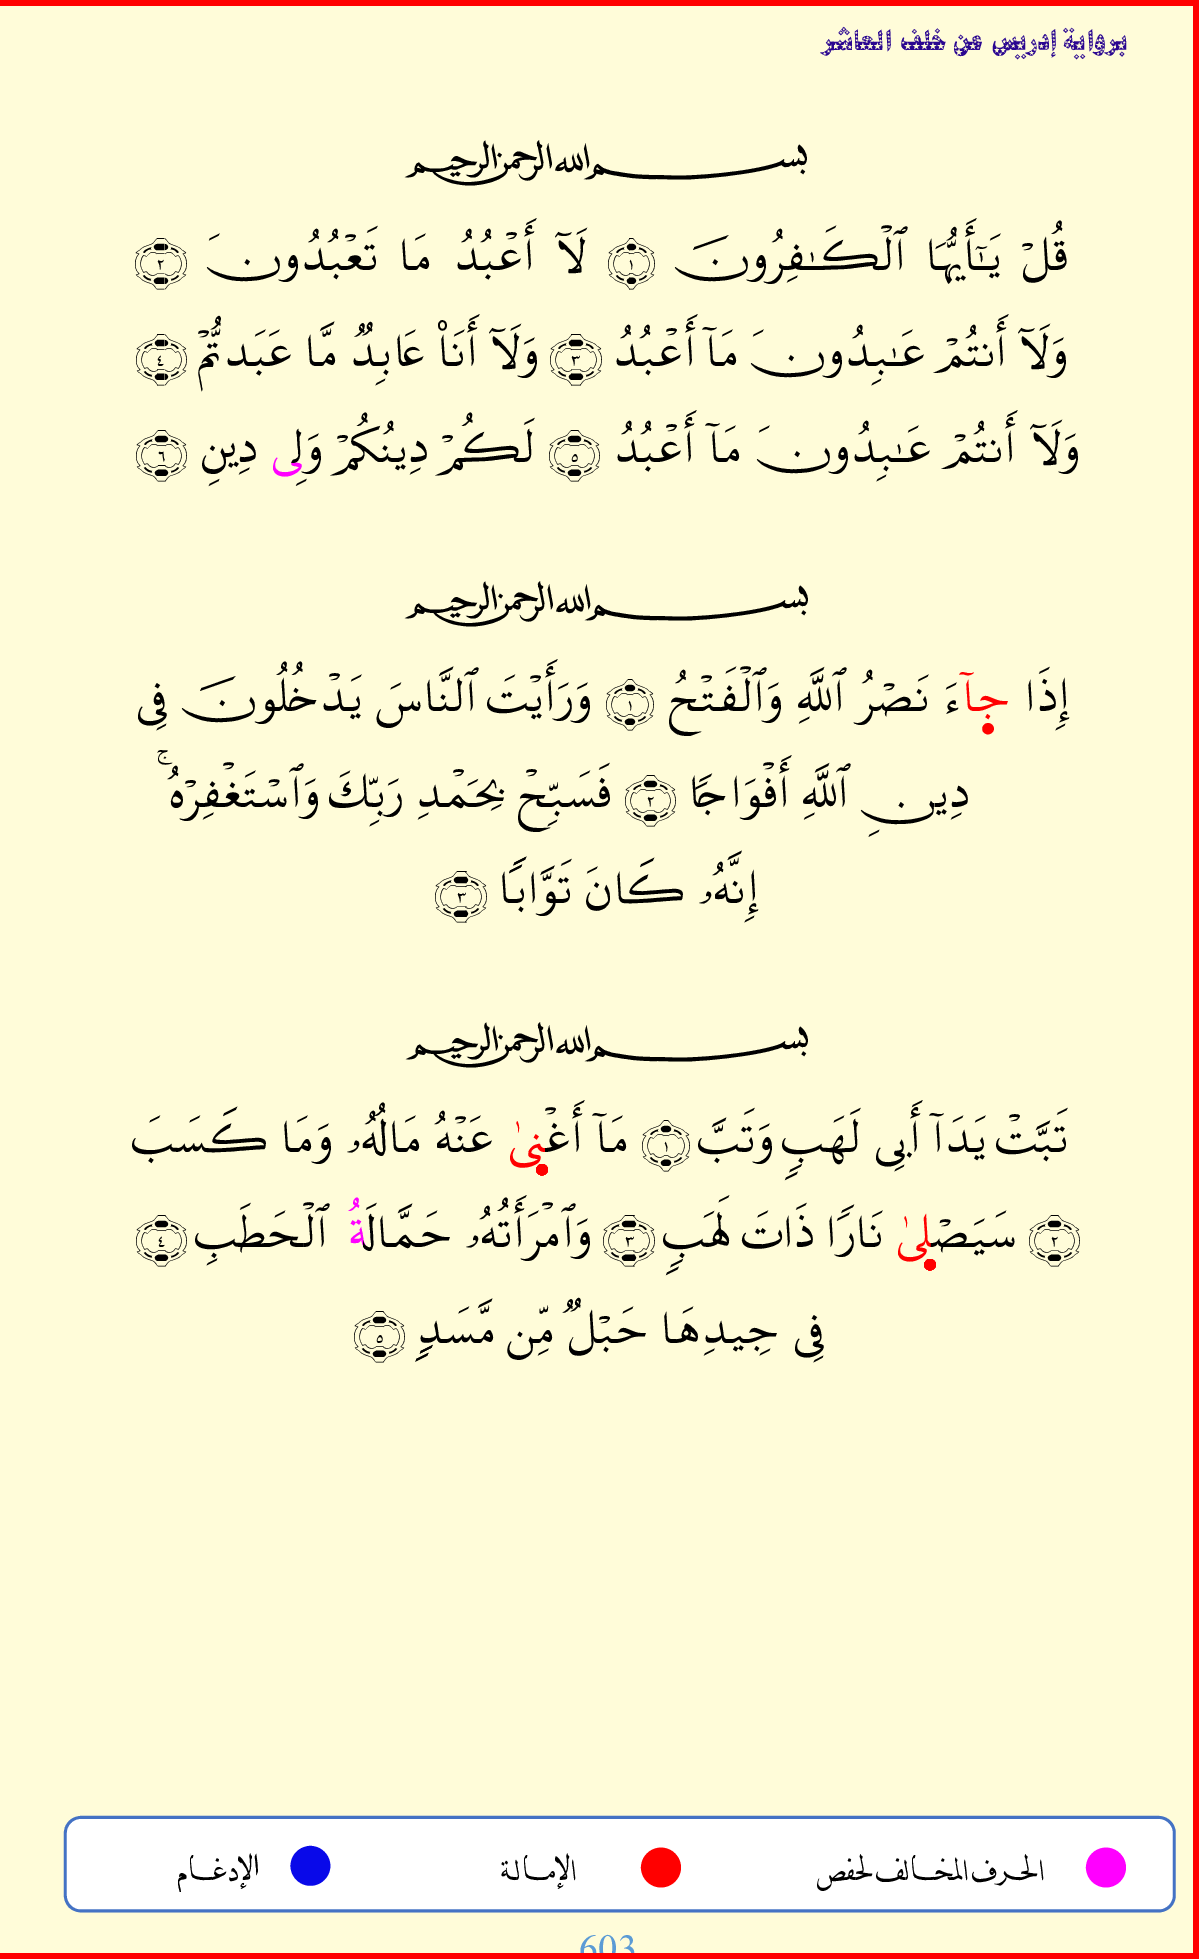 برواية إدريس عن خلف العاشر
بسم الله الرحمن الرحيم
قُلۡ يَـٰٓأَيُّهَا ٱلۡكَـٰفِرُونَ ١ لَآ أَعۡبُدُ مَا تَعۡبُدُونَ ٢
وَلَآ أَنتُمۡ عَـٰبِدُونَ مَآ أَعۡبُدُ ٣ وَلَآ أَنَا۠ عَابِدٞ مَّا عَبَدتُّمۡ ٤
وَلَآ أَنتُمۡ عَـٰبِدُونَ مَآ أَعۡبُدُ ٥ لَكُمۡ دِينُكُمۡ وَلِى دِينِ ٦
بسم الله الرحمن الرحيم
إِذَا جَآءَ نَصۡرُ ٱللَّهِ وَٱلۡفَتۡحُ ١ وَرَأَيۡتَ ٱلنَّاسَ يَدۡخُلُونَ فِى
دِينِ ٱللَّهِ أَفۡوَاجٗا ٢ فَسَبِّحۡ بِحَمۡدِ رَبِّكَ وَٱسۡتَغۡفِرۡهُۚ
إِنَّهُۥ كَانَ تَوَّابَۢا ٣
بسم الله الرحمن الرحيم
تَبَّتۡ يَدَآ أَبِى لَهَبٖ وَتَبَّ ١ مَآ أَغۡنىٰ عَنۡهُ مَالُهُۥ وَمَا كَسَبَ
٢ سَيَصۡلىٰ نَارٗا ذَاتَ لَهَبٖ ٣ وَٱمۡرَأَتُهُۥ حَمَّالَةُ ٱلۡحَطَبِ ٤
فِى جِيدِهَا حَبۡلٞ مِّن مَّسَدِۭ ٥
الحرف المخالف لحفص الإمالة الإدغام
603